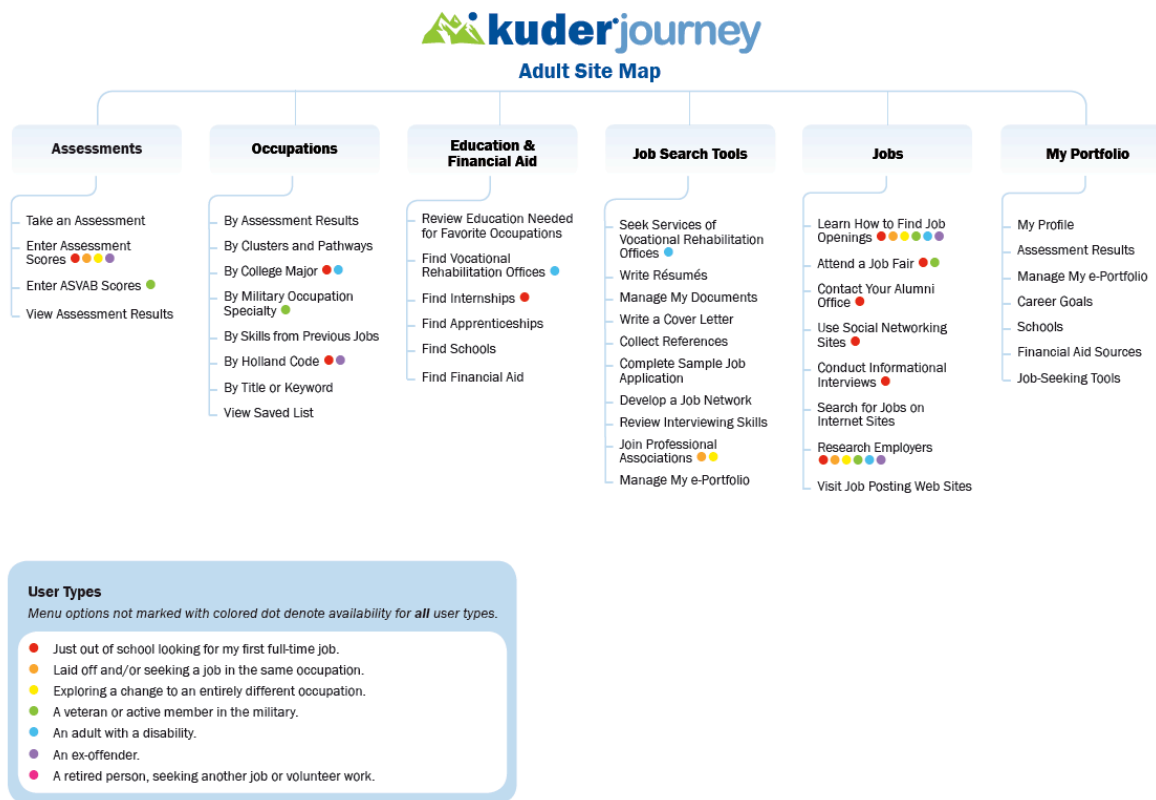 kuder journey
Adult Site Map
Assessments
Take an Assessment
Enter Assessment
Scores
Enter ASVAB Scores
View Assessment Results
Occupations
By Assessment Results
By Clusters and Pathways
By College Major
By Military Occupation
Specialty
By Skills from Previous Jobs
By Holland Code
By Title or Keyword
View Saved List
Education &
Financial Aid
Review Education Needed
for Favorite Occupations
Find Vocational
Rehabilitation Offices
Find Internships
Find Apprenticeships
Find Schools
Find Financial Aid
Job Search Tools
Seek Services of
Vocational Rehabilitation
Offices
Write Résumés
Manage My Documents
Write a Cover Letter
Collect References
Complete Sample Job
Application
Develop a Job Network
Review Interviewing Skills
Join Professional
Associations
Manage My e-Portfolio
Jobs
Learn How to Find Job
Openings
Attend a Job Fair
Contact Your Alumni
Office
Use Social Networking
Sites
Conduct Informational
Interviews
Search for Jobs on
Internet Sites
Research Employers
Visit Job Posting Web Sites
My Portfolio
My Profile
Assessment Results
Manage My e-Portfolio
Career Goals
Schools
Financial Aid Sources
Job-Seeking Tools
User Types
Menu options not marked with colored dot denote availability for all user types.
Just out of school looking for my first full-time job.
Laid off and/or seeking a job in the same occupation.
Exploring a change to an entirely different occupation.
A veteran or active member in the military.
An adult with a disability.
An ex-offender.
A retired person, seeking another job or volunteer work.